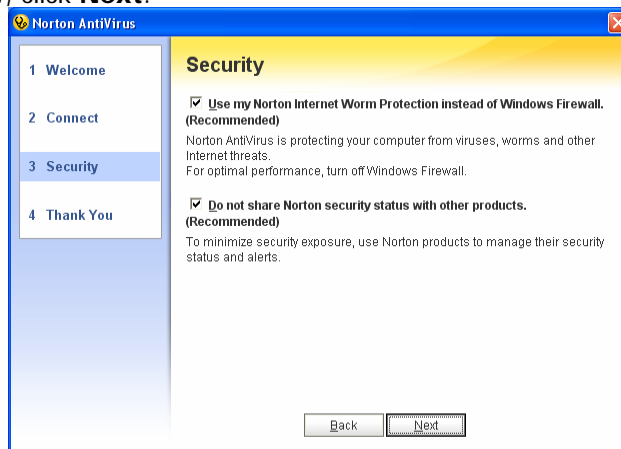 click Next.
Norton AntiVirus
1 Welcome
2 Connect
3 Security
4 Thank You
Security
Use my Norton Internet Worm Protection instead of Windows Firewall.
(Recommended)
Norton AntiVirus is protecting your computer from viruses, worms and other
Internet threats.
For optimal performance, turn off Windows Firewall.
Do not share Norton security status with other products.
(Recommended)
To minimize security exposure, use Norton products to manage their security
status and alerts.
Back
Next